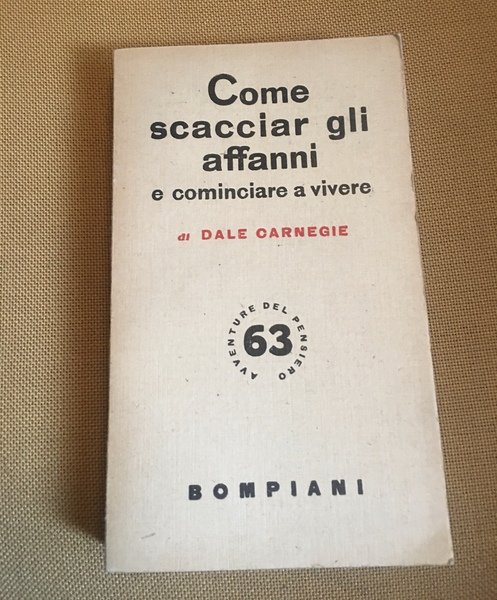 Come
scacciar gli
affanni
e cominciare a vivere
di DALE CARNEGIE
AVVENTURE DEL PENSIERO
63
BOMPIANI